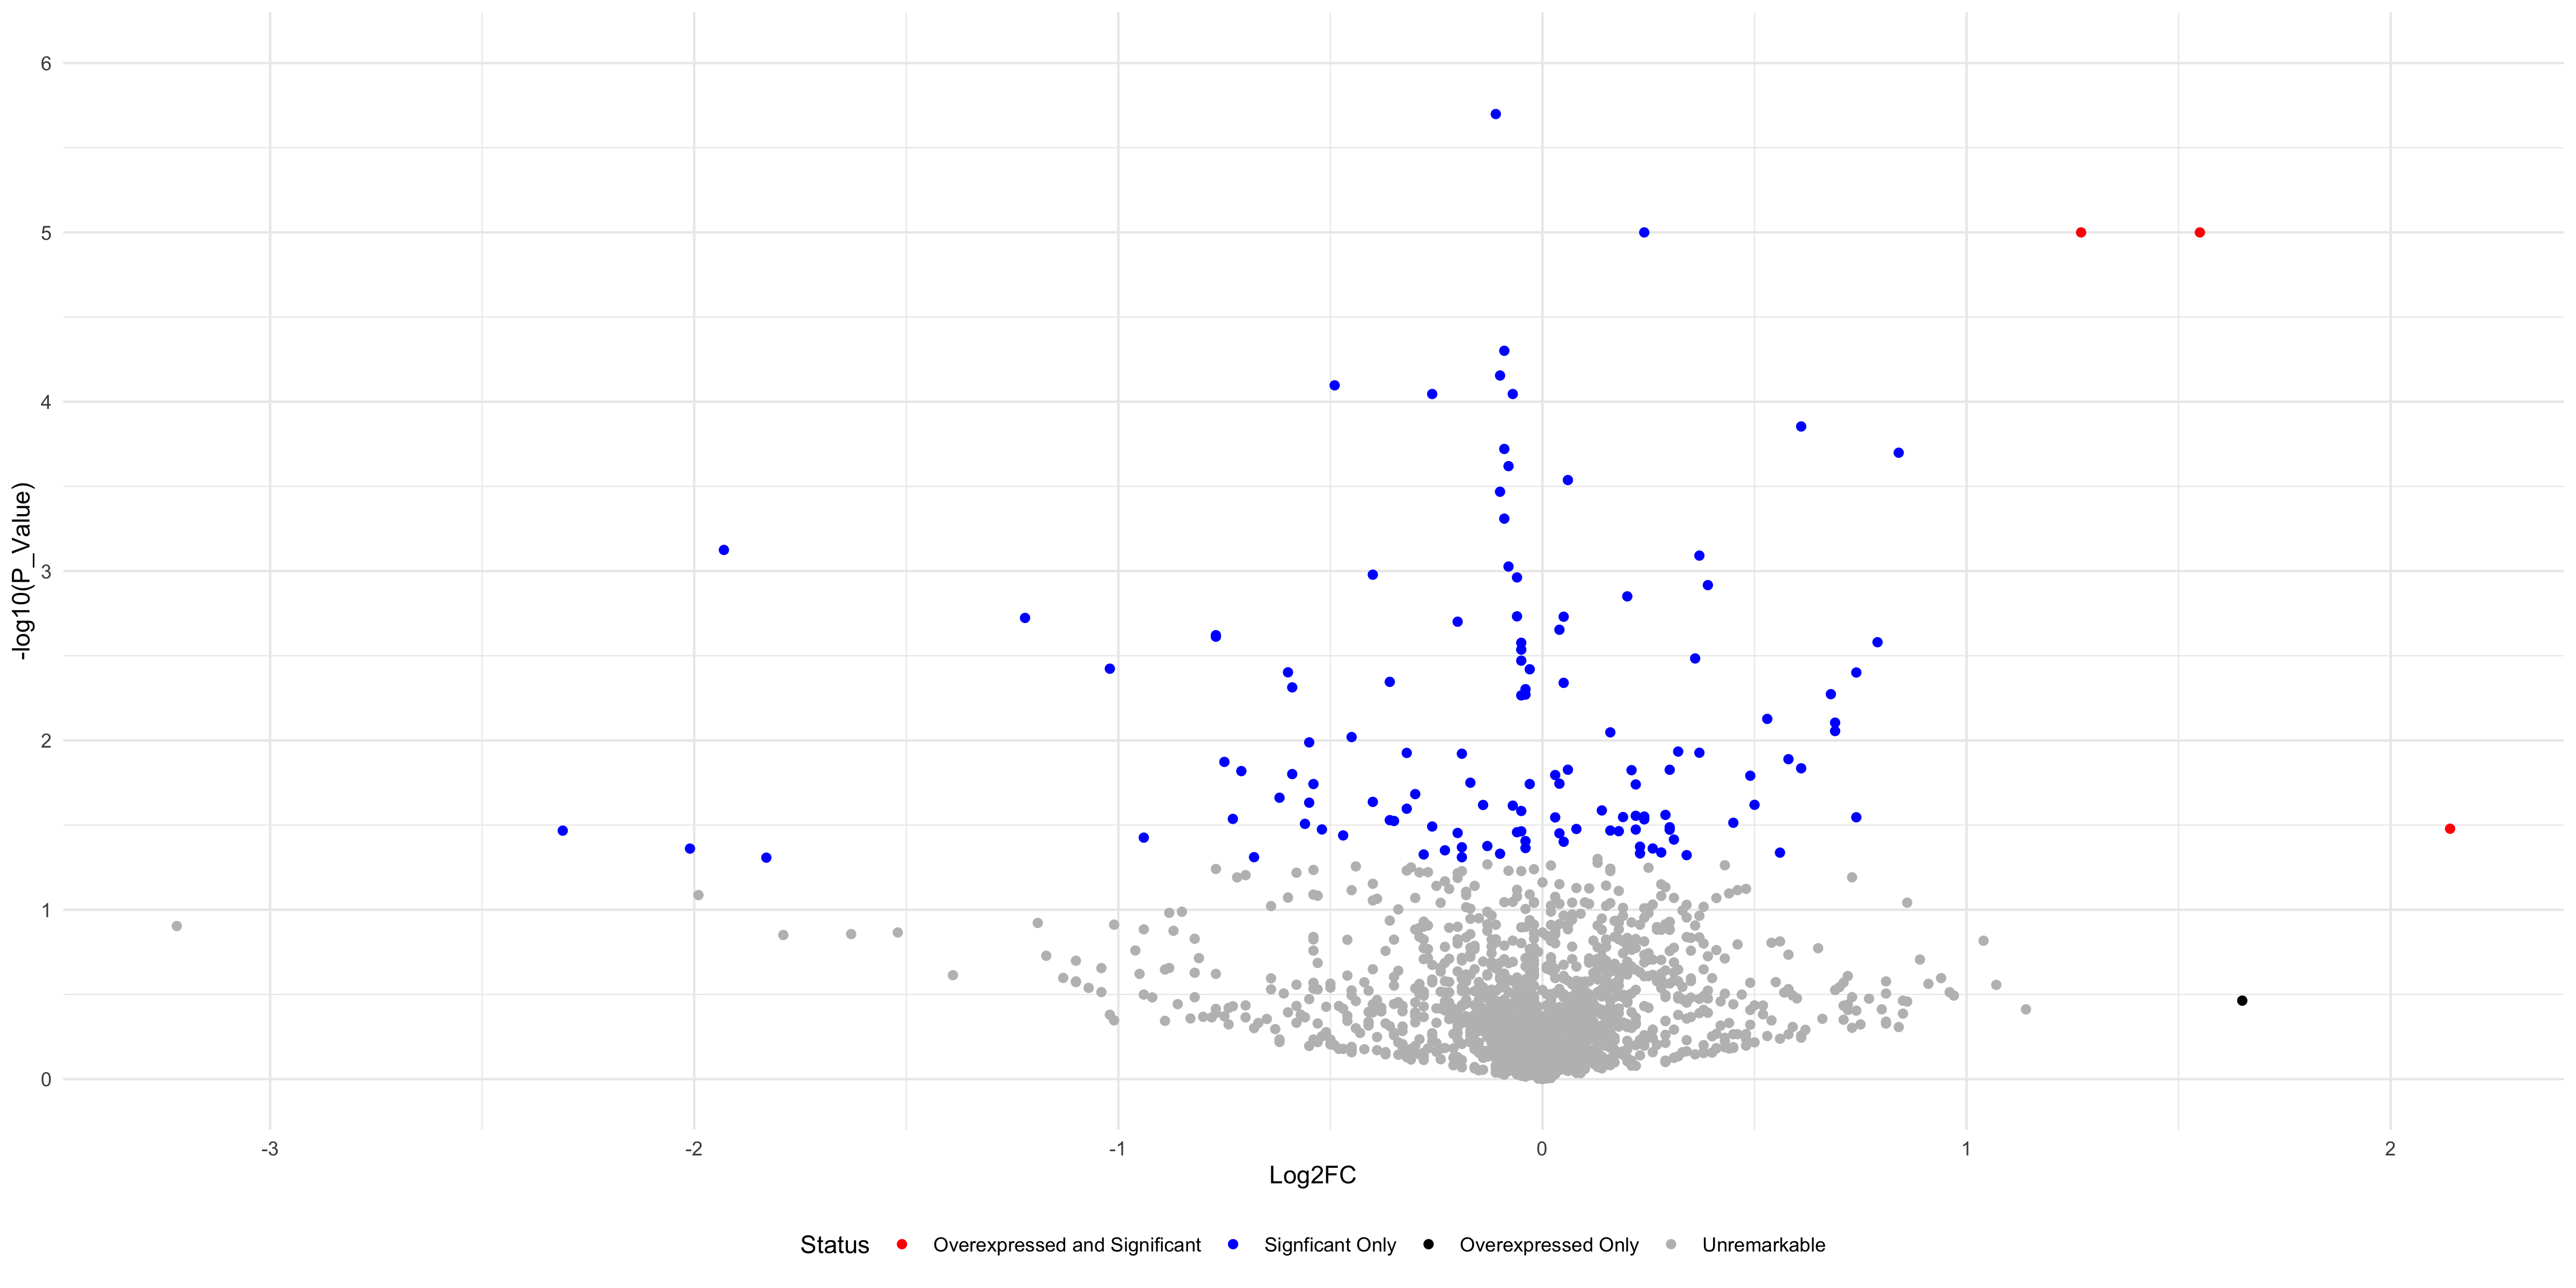 6
5
4
3
2
1
0
-log10(P_Value)
-3 -2 -1 0 1 2
Log2FC
Status Overexpressed and Significant Signficant Only Overexpressed Only Unremarkable